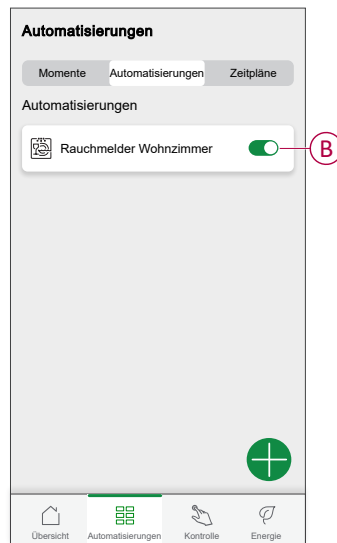 Automatisierungen
Momente Automatisierungen Zeitpläne
Automatisierungen
Rauchmelder Wohnzimmer
B
Übersicht Automatisierungen Kontrolle Energie